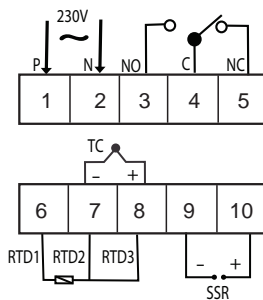 230V
~
P N NO C NC
1 2 3 4 5
TC
– +
6 7 8 9 10
RTD1 RTD2 RTD3 – +
SSR